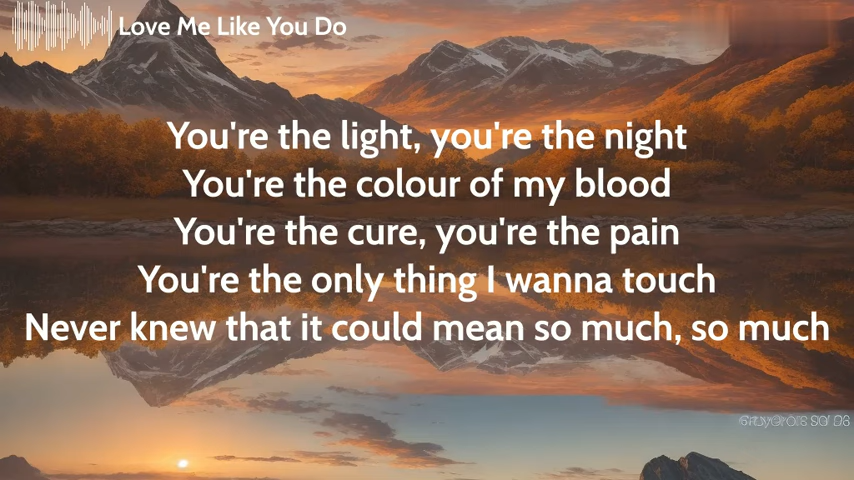 Love Me Like You Do
You're the light, you're the night
You're the colour of my blood
You're the cure, you're the pain
You're the only thing I wanna touch
Never knew that it could mean so much, so much